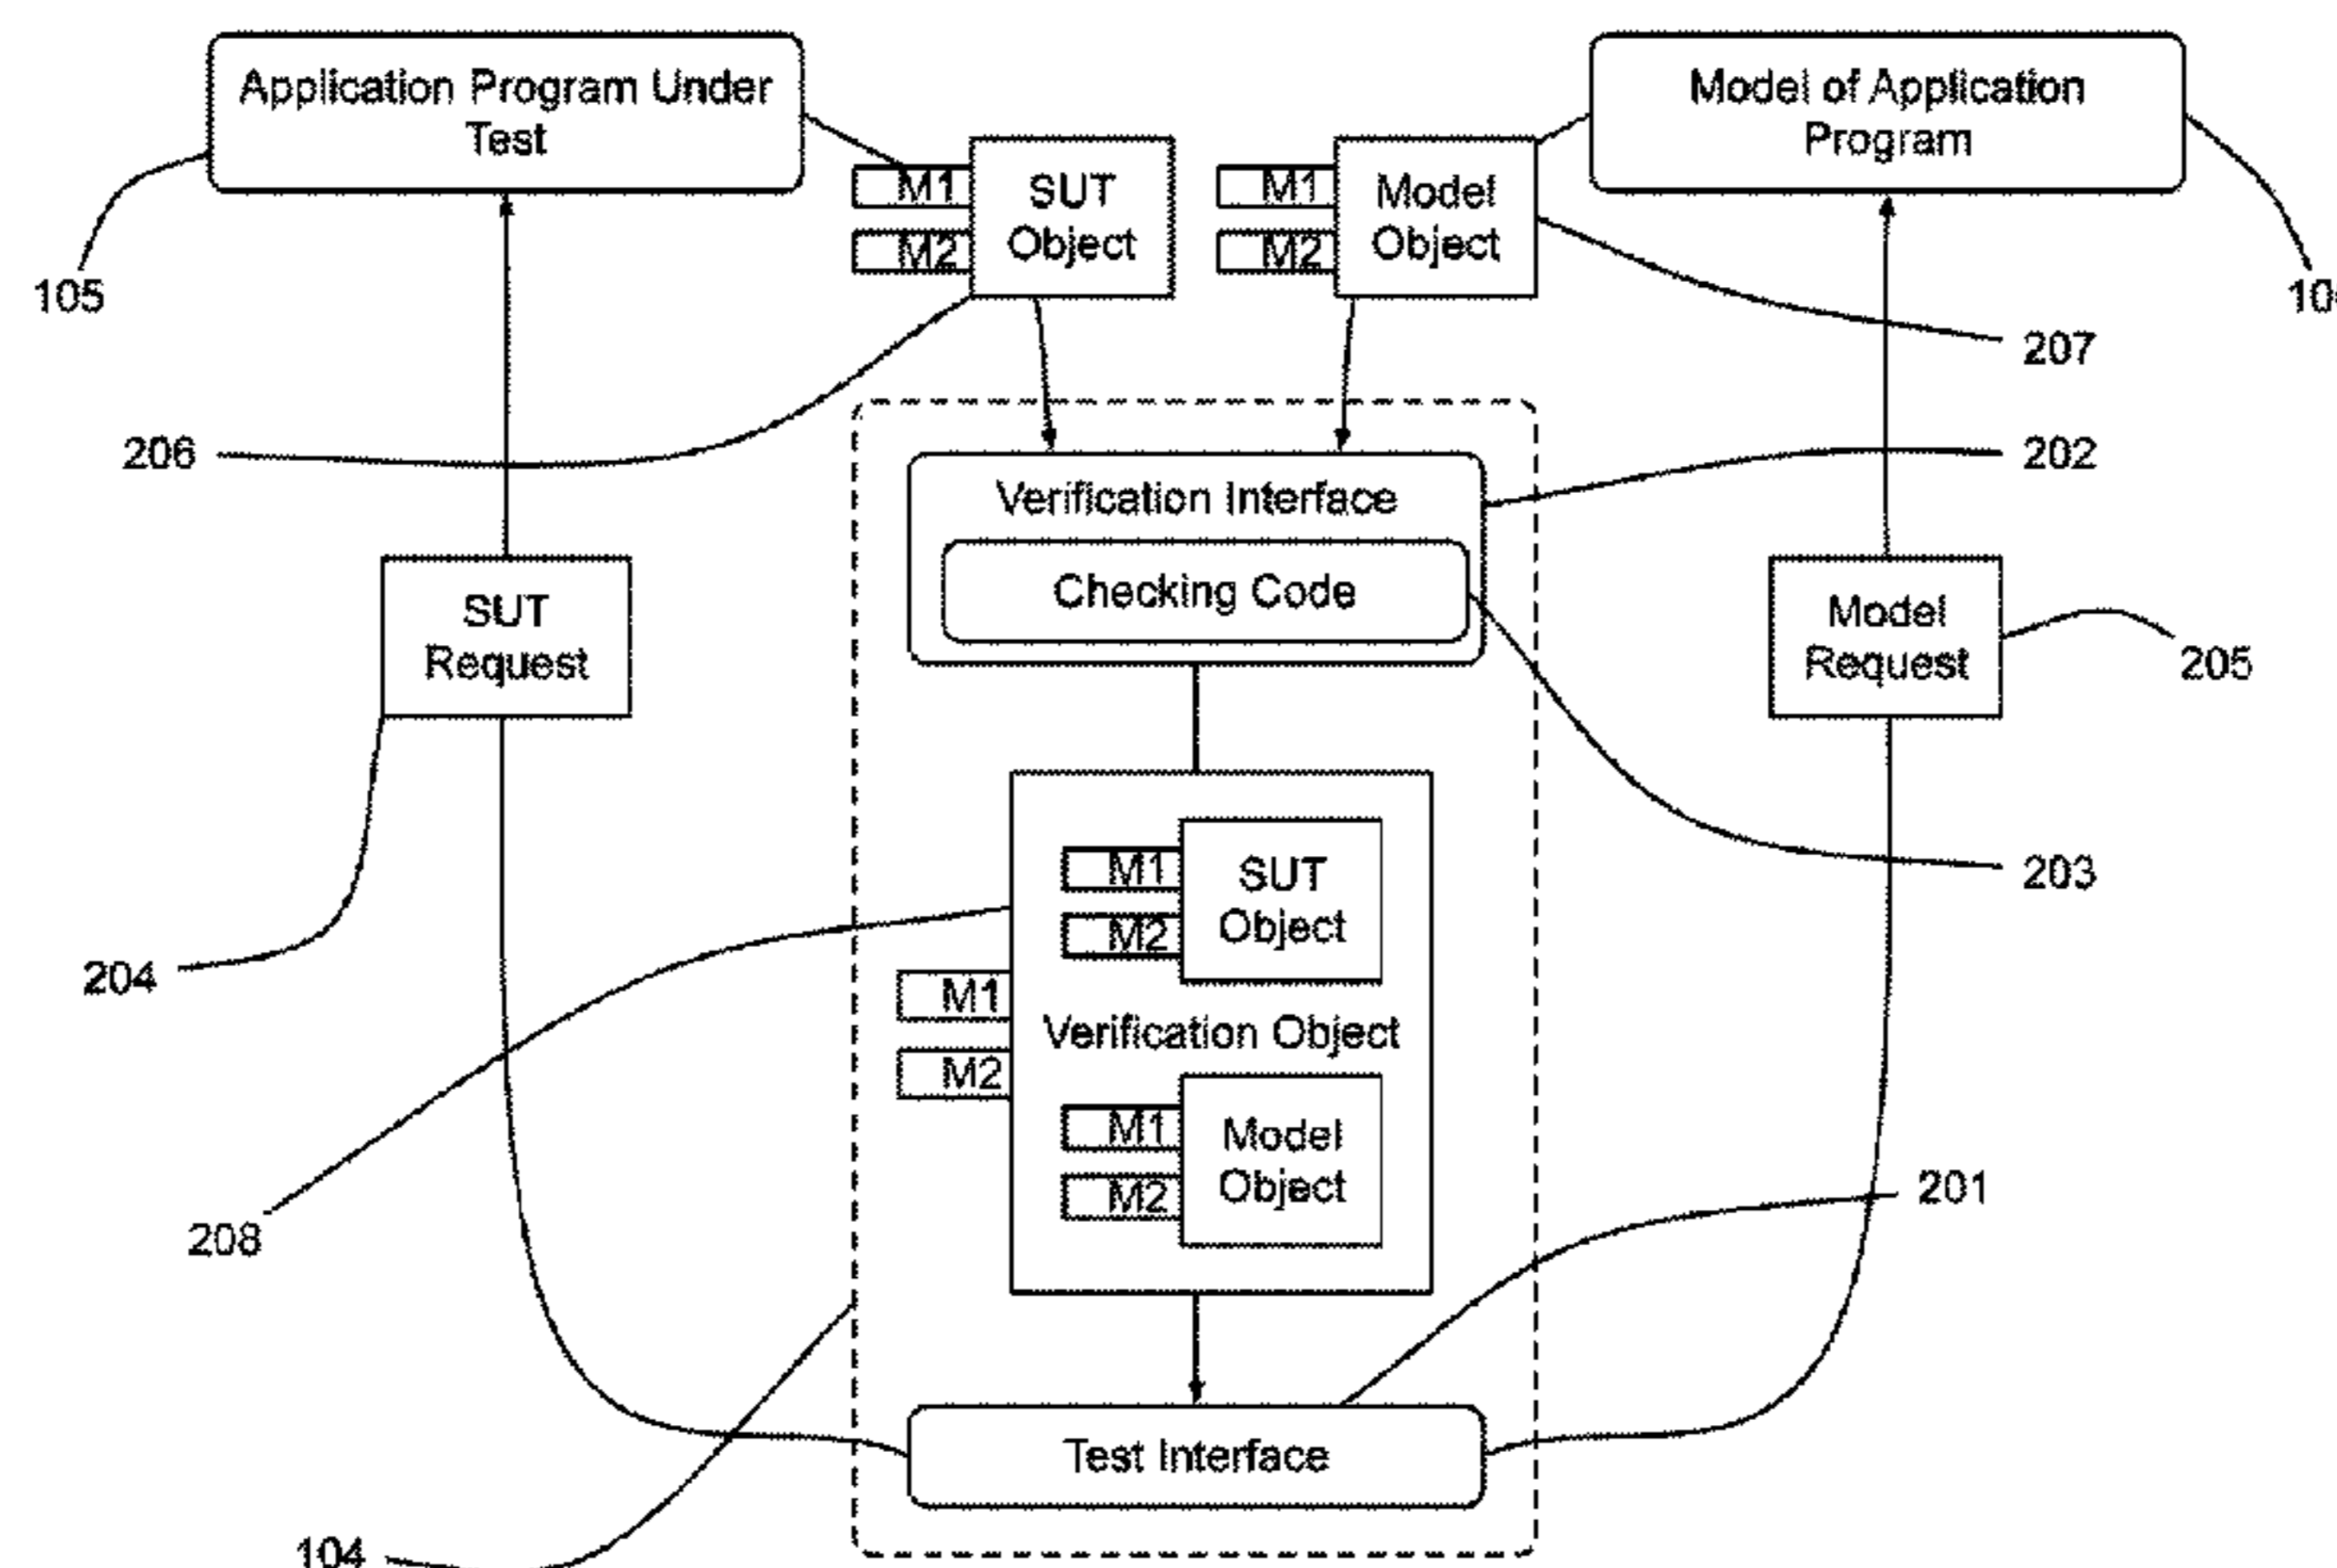 Application Program Under
Test
Model of Application
Program
M1
M2
SUT
Object
M1
M2
Model
Object
105
207
206
202
Verification Interface
Checking Code
SUT
Request
Model
Request
205
M1
M2
SUT
Object
203
204
M1
M2
Verification Object
M1
M2
Model
Object
208
201
Test Interface
104